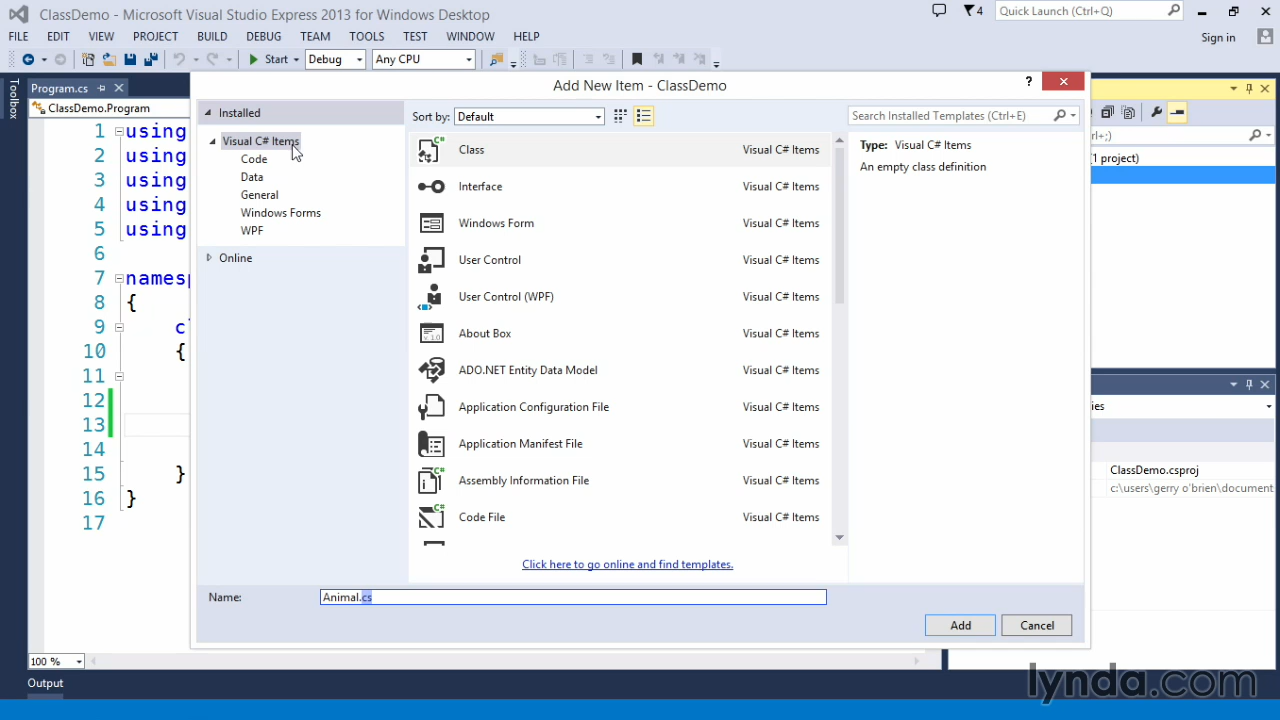 ClassDemo - Microsoft Visual Studio Express 2013 for Windows Desktop
4
Quick Launch (Ctrl+Q)
FILE EDIT VIEW PROJECT BUILD DEBUG TEAM TOOLS TEST WINDOW HELP
Sign in
Start Debug Any CPU
Toolbox
Program.cs
ClassDemo.Program
Add New Item - ClassDemo
?
Installed
Visual C# Items
Code
Data
General
Windows Forms
WPF
Online
Sort by: Default
Search Installed Templates (Ctrl+E)
Class Visual C# Items
Interface Visual C# Items
Windows Form Visual C# Items
User Control Visual C# Items
User Control (WPF) Visual C# Items
About Box Visual C# Items
ADO.NET Entity Data Model Visual C# Items
Application Configuration File Visual C# Items
Application Manifest File Visual C# Items
Assembly Information File Visual C# Items
Code File Visual C# Items
Type: Visual C# Items
An empty class definition
Click here to go online and find templates.
Name: Animal.cs
Add Cancel
1 using
2 using
3 using
4 using
5 using
6
7 namesp
8 {
9 c
10 {
11
12
13
14
15 }
16 }
17
trl+;)
(1 project)
ies
ClassDemo.csproj
c:\users\gerry o'brien\document
100 %
Output
lynda.com